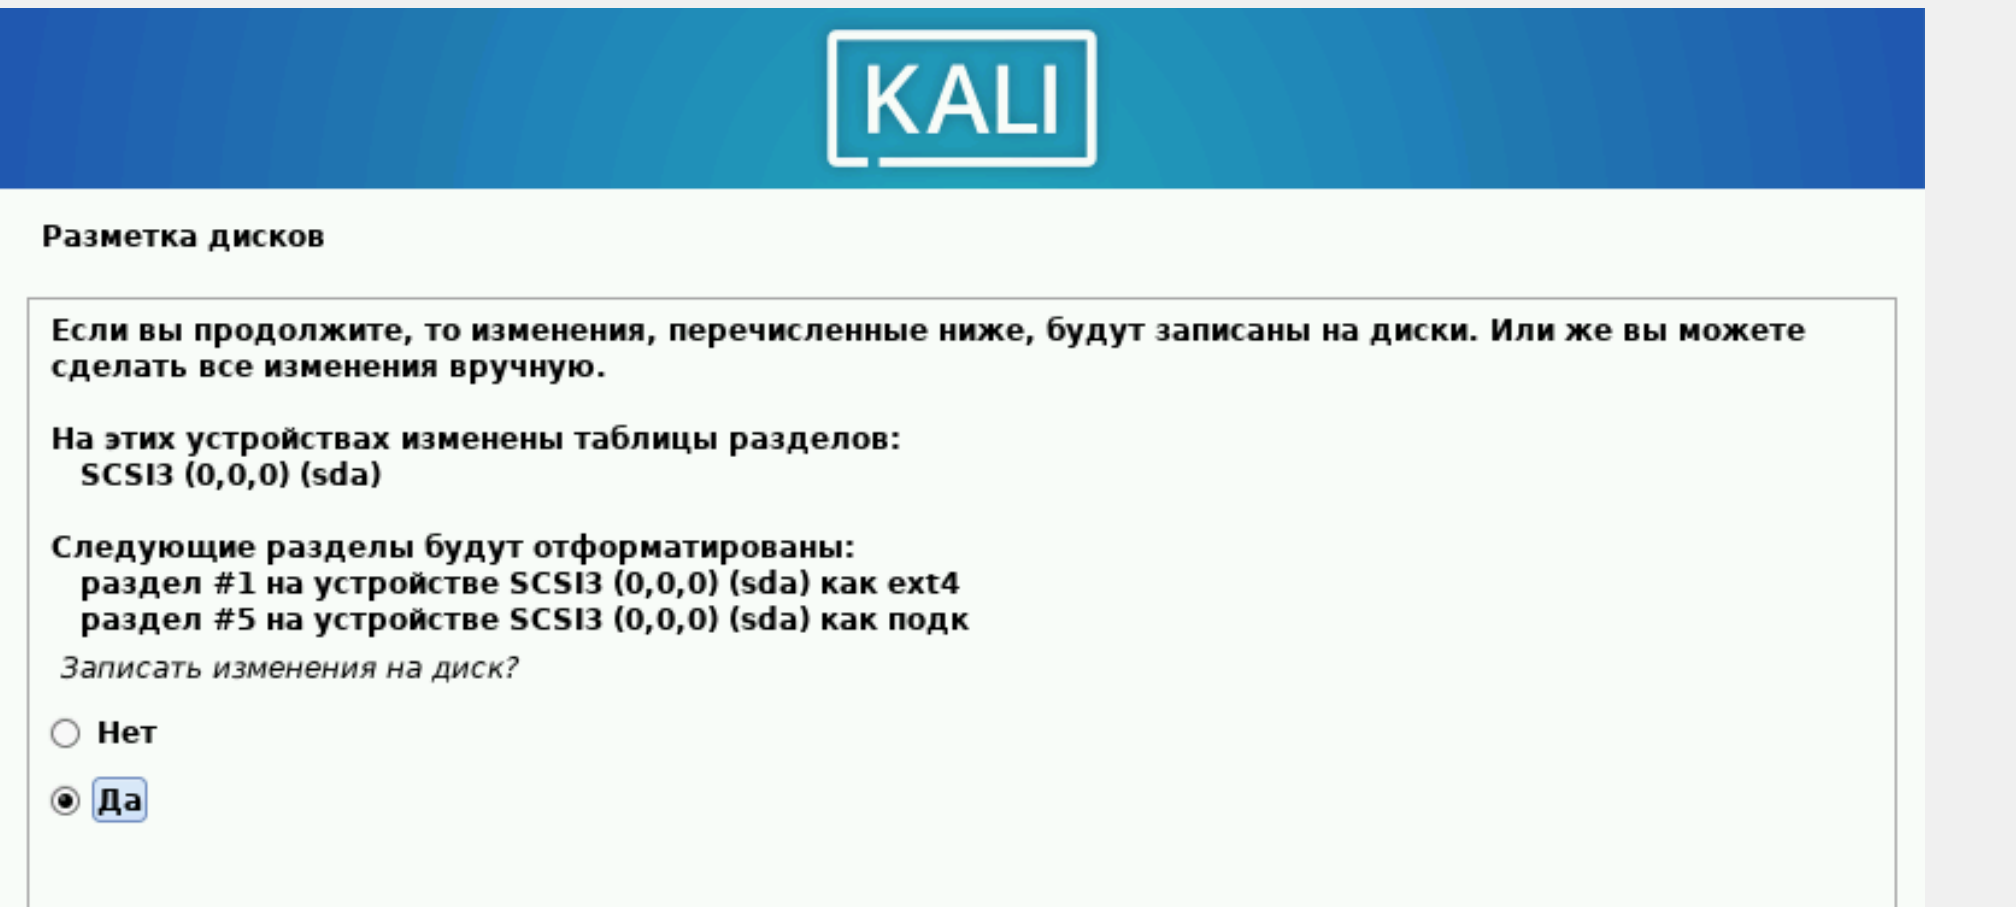 KALI
Разметка дисков
Если вы продолжите, то изменения, перечисленные ниже, будут записаны на диски. Или же вы можете
сделать все изменения вручную.
На этих устройствах изменены таблицы разделов:
SCSI3 (0,0,0) (sda)
Следующие разделы будут отформатированы:
раздел #1 на устройстве SCSI3 (0,0,0) (sda) как ext4
раздел #5 на устройстве SCSI3 (0,0,0) (sda) как подк
Записать изменения на диск?
Нет
Да